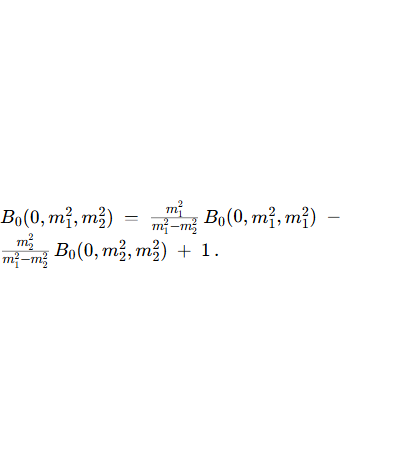 $B_0(0, m_1^2, m_2^2) \;=\; \frac{m_1^2}{m_1^2 - m_2^2} \, B_0(0, m_1^2, m_1^2) \;-$
$\frac{m_2^2}{m_1^2 - m_2^2} \, B_0(0, m_2^2, m_2^2) \;+\; 1\,.$